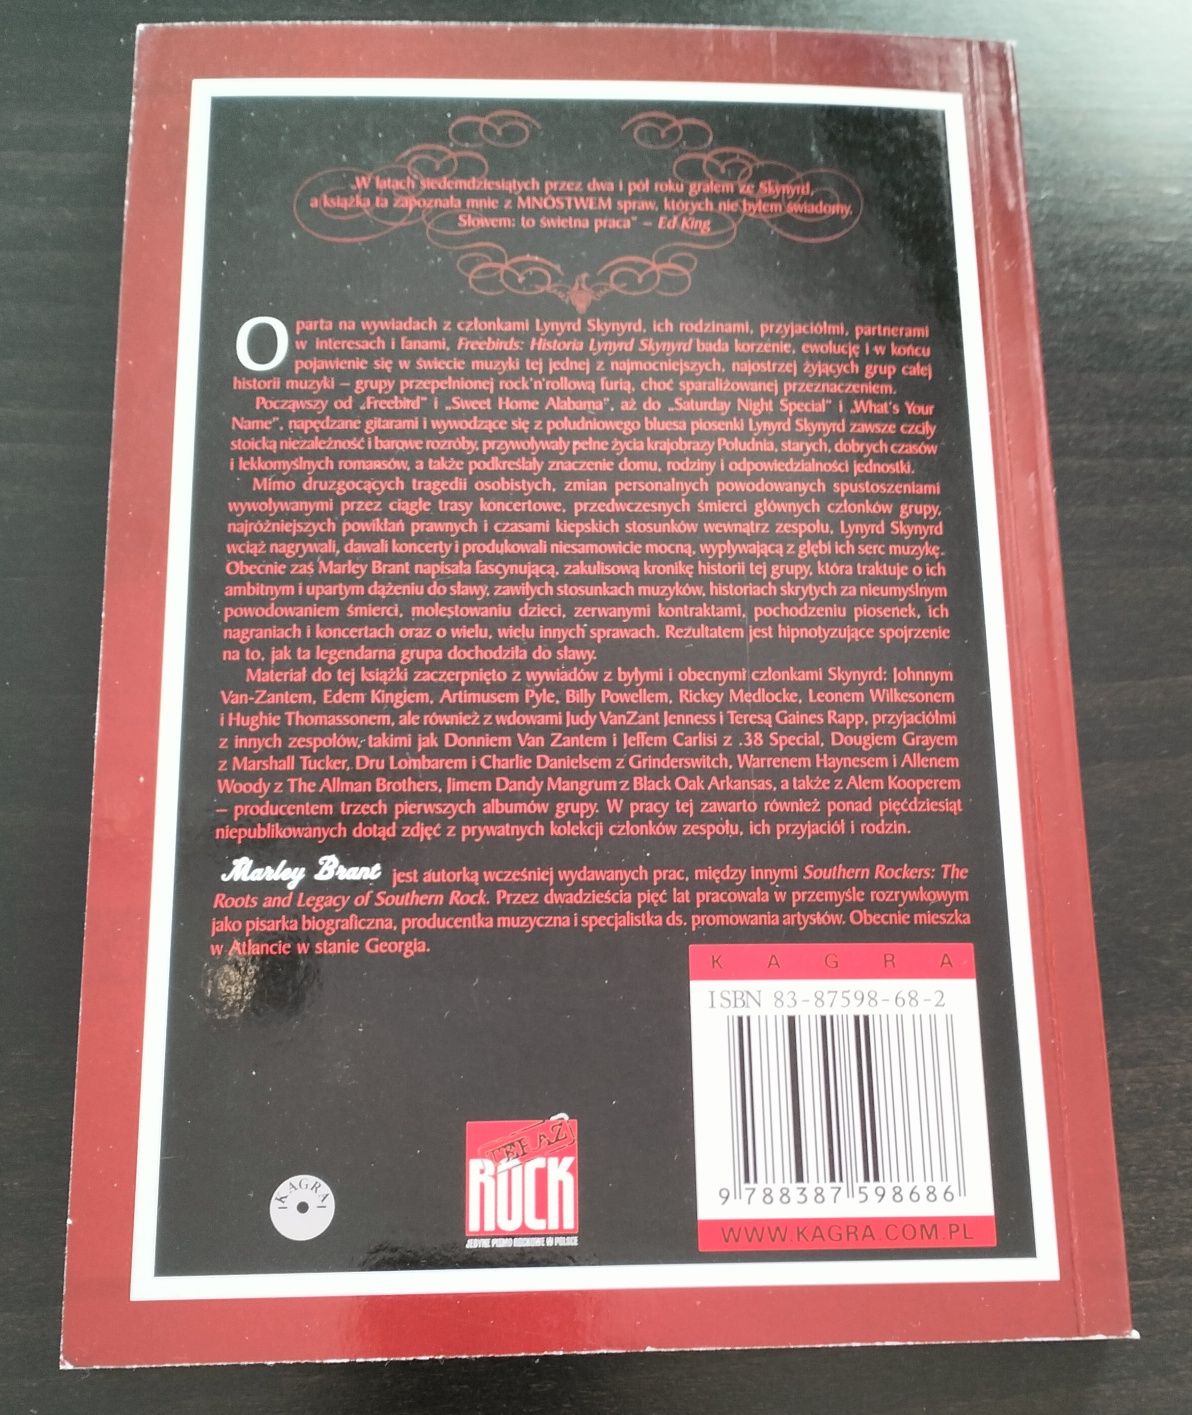 „W latach siedemdziesiątych przez dwa i pół roku grałem ze Skynyrd,
a książka ta zapoznała mnie z MNÓSTWEM spraw, których nie byłem świadomy.
Słowem: to świetna praca” – Ed King
Oparta na wywiadach z członkami Lynyrd Skynyrd, ich rodzinami, przyjaciółmi, partnerami
w interesach i fanami, Freebirds: Historia Lynyrd Skynyrd bada korzenie, ewolucję i w końcu
pojawienie się w świecie muzyki tej jednej z najmocniejszych, najostrzej żyjących grup całej
historii muzyki – grupy przepełnionej rock'n'rollową furią, choć sparaliżowanej przeznaczeniem.
Począwszy od „Freebird” i „Sweet Home Alabama”, aż do „Saturday Night Special” i „What's Your
Name”, napędzane gitarami i wywodzące się z południowego bluesa piosenki Lynyrd Skynyrd zawsze czciły
stoicką niezależność i barowe rozróby, przywoływały pełne życia krajobrazy Południa, starych, dobrych czasów
i lekkomyślnych romansów, a także podkreślały znaczenie domu, rodziny i odpowiedzialności jednostki.
Mimo druzgocących tragedii osobistych, zmian personalnych powodowanych spustoszeniami
wywoływanymi przez ciągłe trasy koncertowe, przedwczesnych śmierci głównych członków grupy,
najróżniejszych powikłań prawnych i czasami kiepskich stosunków wewnątrz zespołu, Lynyrd Skynyrd
wciąż nagrywali, dawali koncerty i produkowali niesamowicie mocną, wypływającą z głębi ich serc muzykę.
Obecnie zaś Marley Brant napisała fascynującą, zakulisową kronikę historii tej grupy, która traktuje o ich
ambitnym i upartym dążeniu do sławy, zawiłych stosunkach muzyków, historiach skrytych za nieumyślnym
powodowaniem śmierci, molestowaniu dzieci, zerwanymi kontraktami, pochodzeniu piosenek, ich
nagraniach i koncertach oraz o wielu, wielu innych sprawach. Rezultatem jest hipnotyzujące spojrzenie
na to, jak ta legendarna grupa dochodziła do sławy.
Materiał do tej książki zaczerpnięto z wywiadów z byłymi i obecnymi członkami Skynyrd: Johnnym
Van-Zantem, Edem Kingiem, Artimusem Pyle, Billy Powellem, Rickey Medlocke, Leonem Wilkesonem
i Hughie Thomassonem, ale również z wdowami Judy VanZant Jenness i Teresą Gaines Rapp, przyjaciółmi
z innych zespołów, takimi jak Donniem Van Zantem i Jeffem Carlisi z .38 Special, Dougiem Grayem
z Marshall Tucker, Dru Lombarem i Charlie Danielsem z Grinderswitch, Warrenem Haynesem i Allenem
Woody z The Allman Brothers, Jimem Dandy Mangrum z Black Oak Arkansas, a także z Alem Kooperem
– producentem trzech pierwszych albumów grupy. W pracy tej zawarto również ponad pięćdziesiąt
niepublikowanych dotąd zdjęć z prywatnych kolekcji członków zespołu, ich przyjaciół i rodzin.
Marley Brant jest autorką wcześniej wydawanych prac, między innymi Southern Rockers: The
Roots and Legacy of Southern Rock. Przez dwadzieścia pięć lat pracowała w przemyśle rozrywkowym
jako pisarka biograficzna, producentka muzyczna i specjalistka ds. promowania artystów. Obecnie mieszka
w Atlancie w stanie Georgia.
KAGRA
ISBN 83-87598-68-2
9 788387 598686
WWW.KAGRA.COM.PL
TERAZ
ROCK
JEDYNE PISMO ROCKOWE W POLSCE
KAGRA